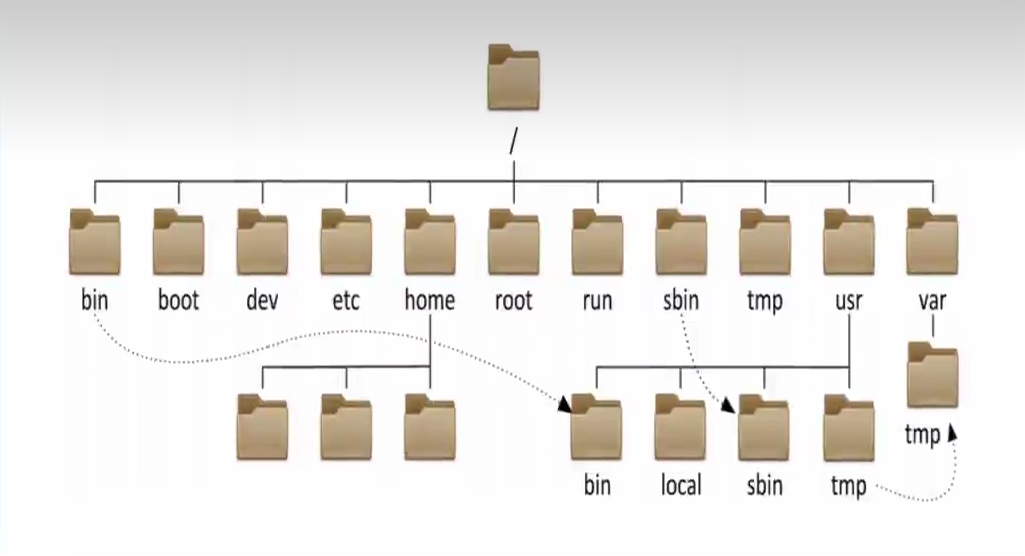 /
bin boot dev etc home root run sbin tmp usr var
tmp
bin local sbin tmp